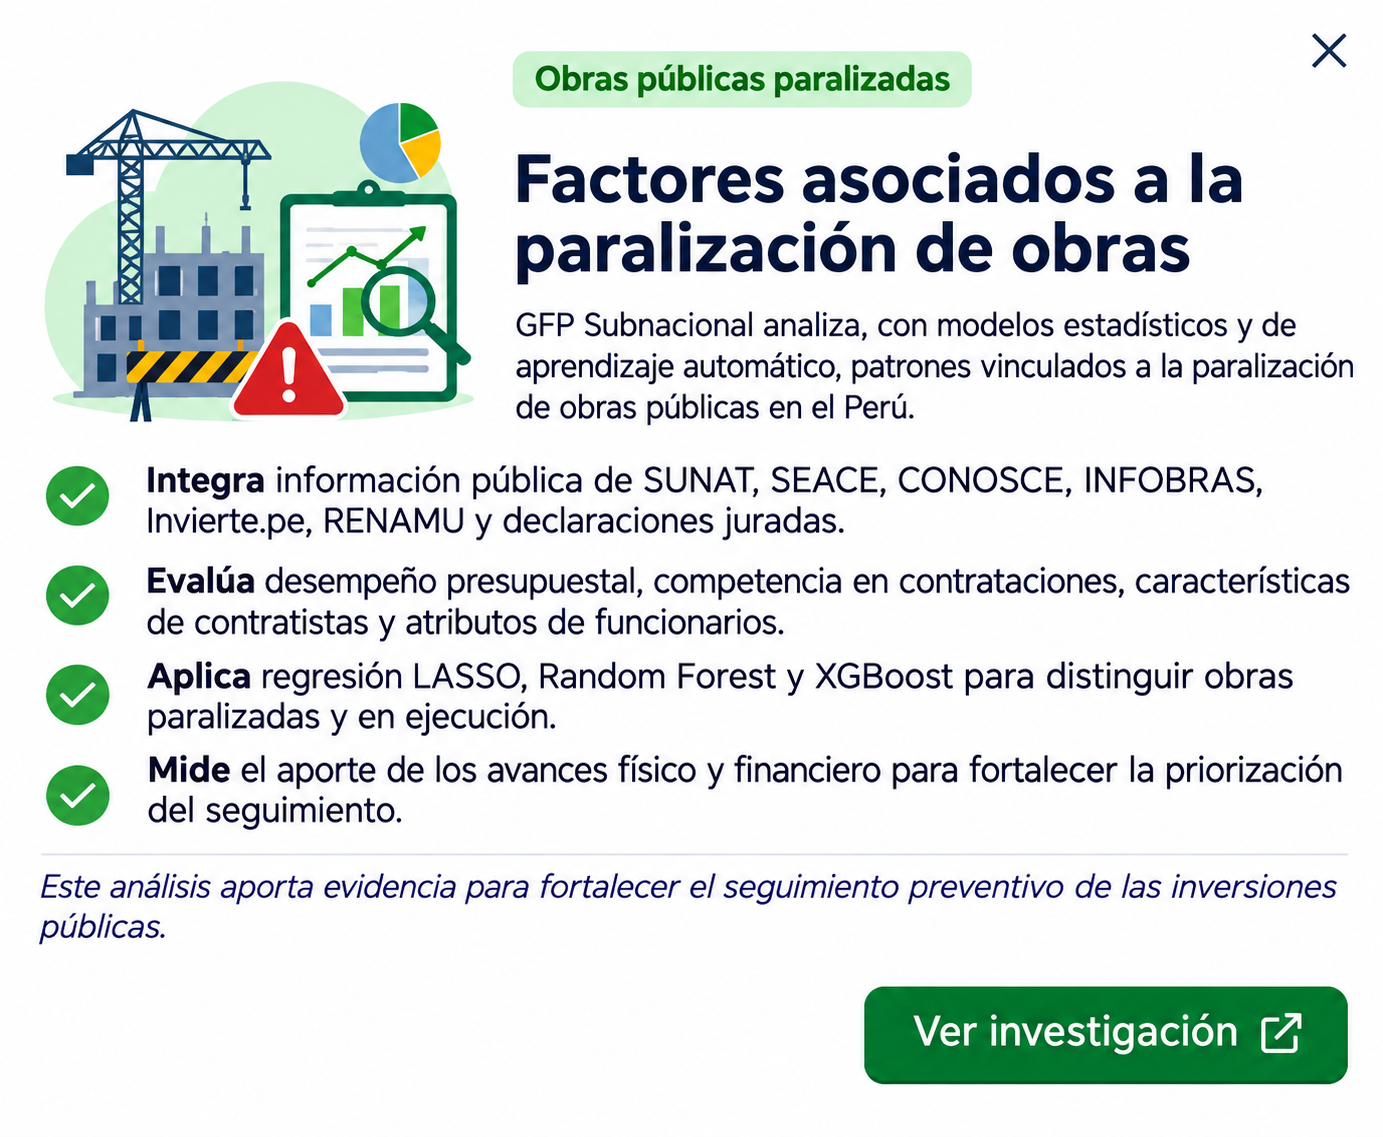 Obras públicas paralizadas
Factores asociados a la
paralización de obras
GFP Subnacional analiza, con modelos estadísticos y de
aprendizaje automático, patrones vinculados a la paralización
de obras públicas en el Perú.
Integra información pública de SUNAT, SEACE, CONOSCE, INFOBRAS,
Invierte.pe, RENAMU y declaraciones juradas.
Evalúa desempeño presupuestal, competencia en contrataciones, características
de contratistas y atributos de funcionarios.
Aplica regresión LASSO, Random Forest y XGBoost para distinguir obras
paralizadas y en ejecución.
Mide el aporte de los avances físico y financiero para fortalecer la priorización
del seguimiento.
Este análisis aporta evidencia para fortalecer el seguimiento preventivo de las inversiones
públicas.
Ver investigación